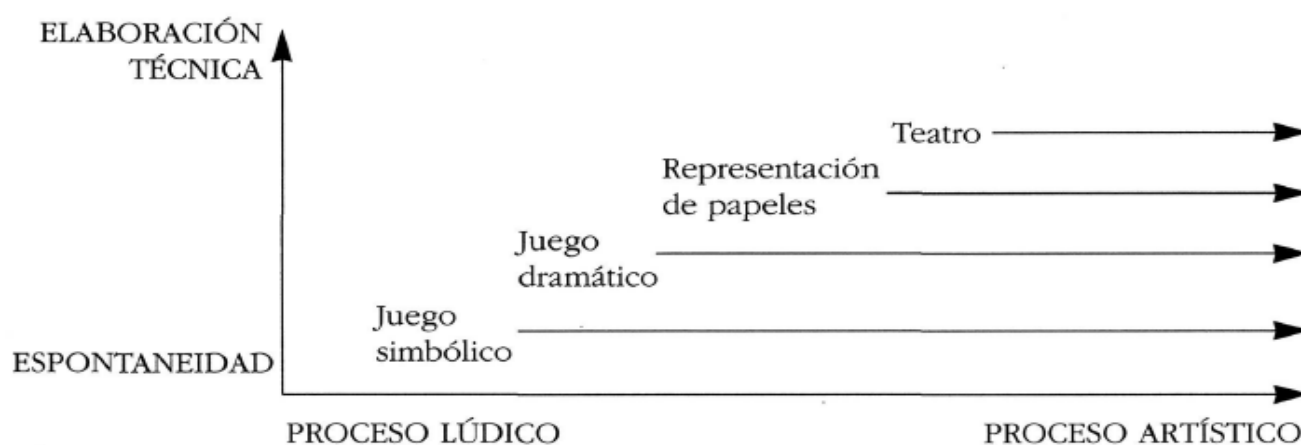 ELABORACIÓN
TÉCNICA
Teatro
Representación
de papeles
Juego
dramático
Juego
simbólico
ESPONTANEIDAD
PROCESO LÚDICO
PROCESO ARTÍSTICO